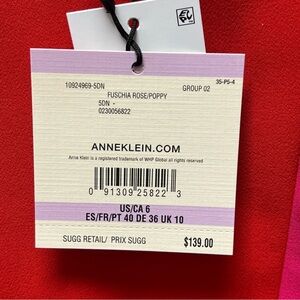 35-P5-4
10924969-5DN
GROUP 02
FUSCHIA ROSE/POPPY
5DN -
0230056822
ANNEKLEIN.COM
Anne Klein is a registered trademark of WHP Global all rights reserved
0 91309 25822 3
US/CA 6
ES/FR/PT 40 DE 36 UK 10
SUGG RETAIL/ PRIX SUGG
$139.00